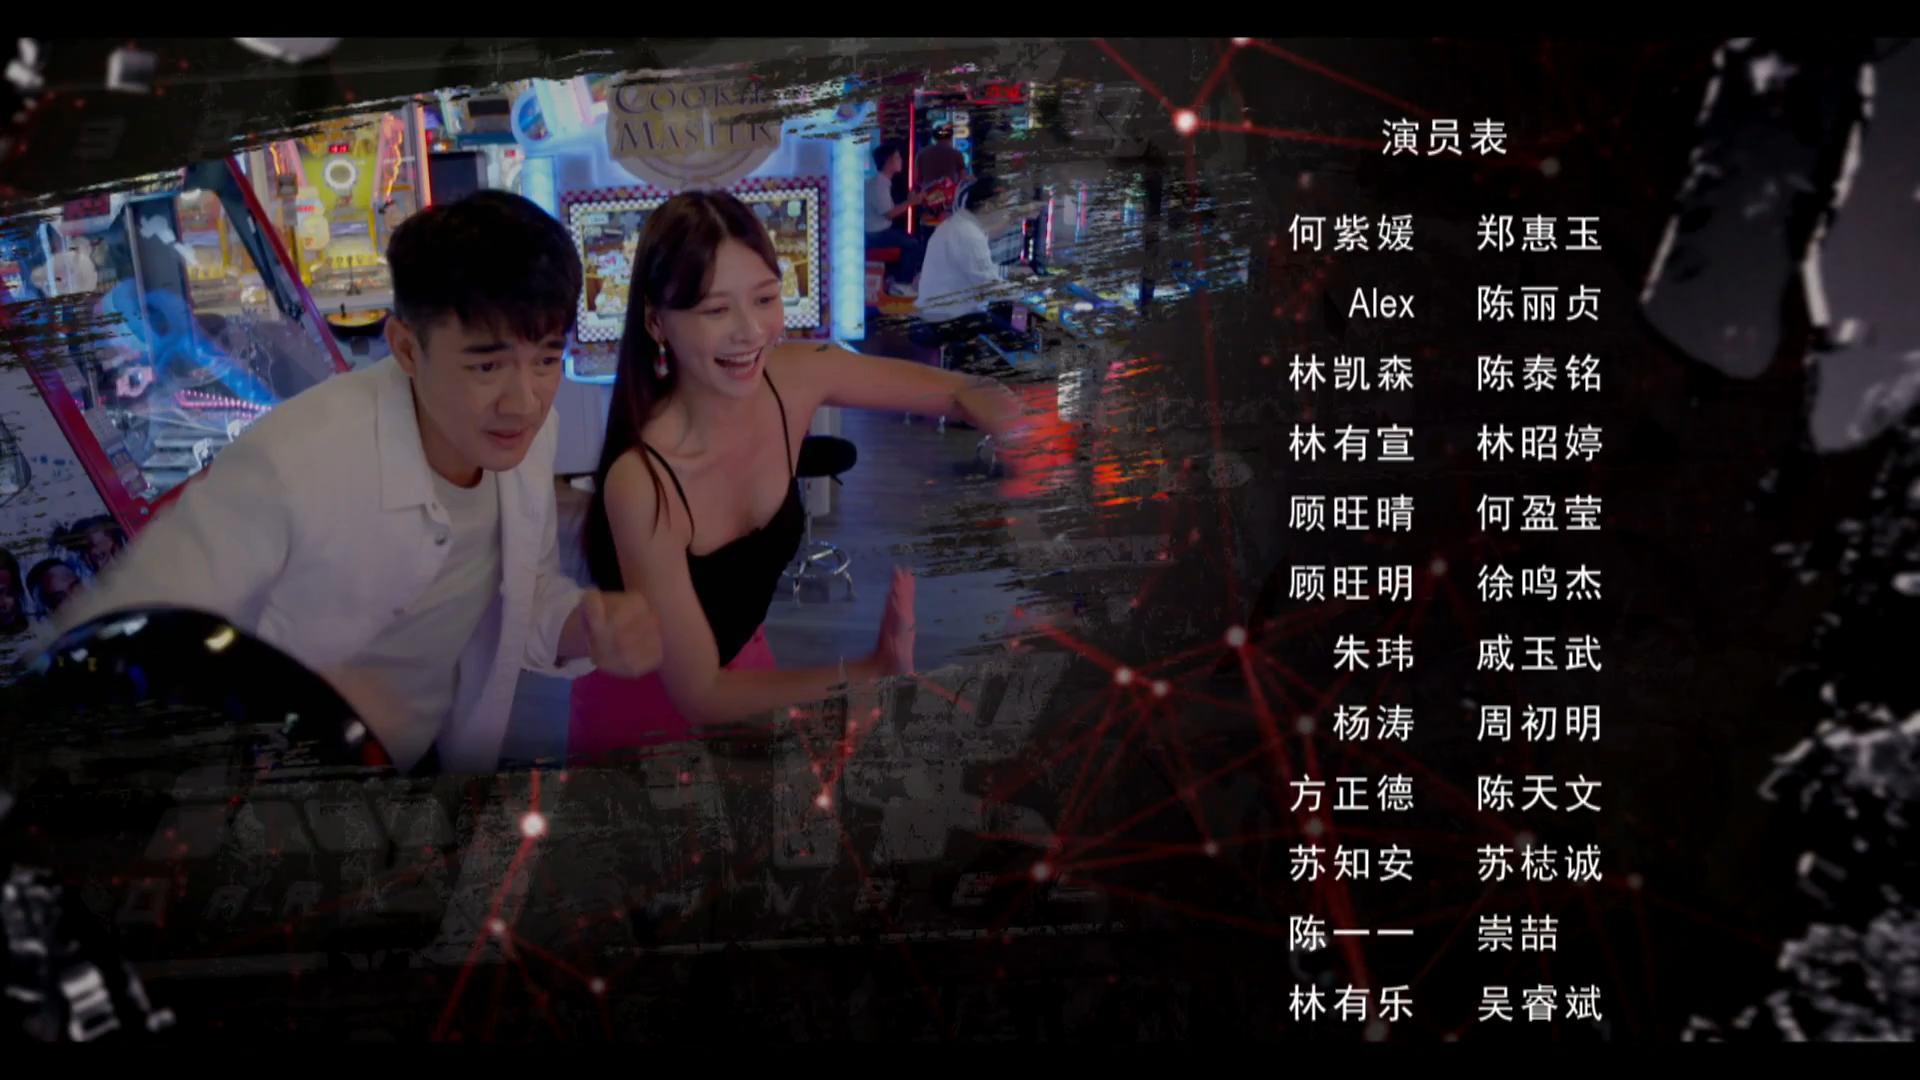 COOKIE
MASTER
演员表
何紫媛 郑惠玉
Alex 陈丽贞
林凯森 陈泰铭
林有宣 林昭婷
顾旺晴 何盈莹
顾旺明 徐鸣杰
朱玮 戚玉武
杨涛 周初明
方正德 陈天文
苏知安 苏梽诚
陈一一 崇喆
林有乐 吴睿斌